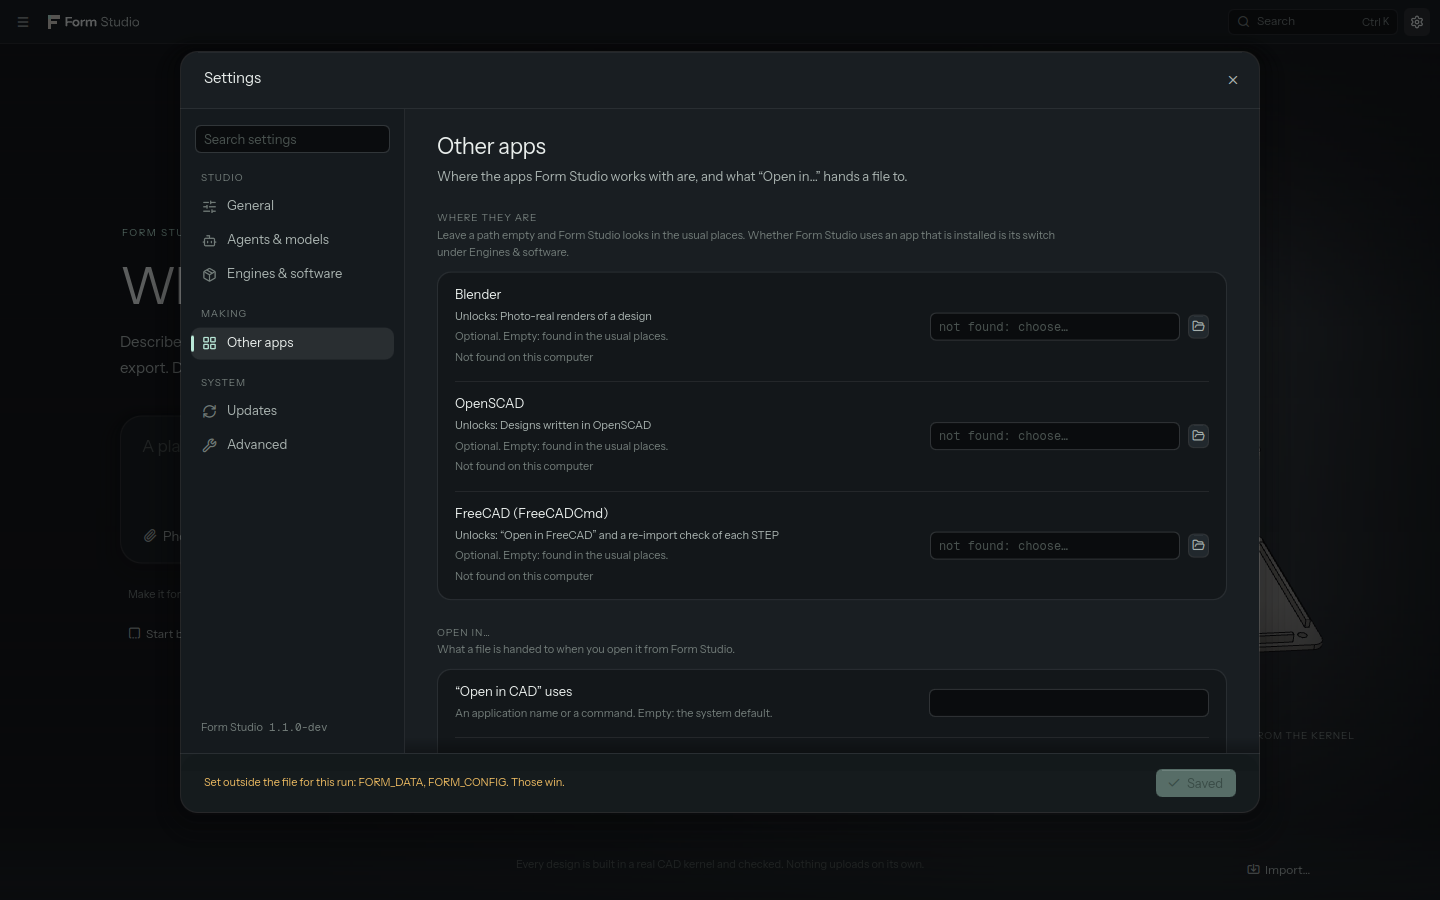 Form Studio
Search Ctrl K
Settings
Search settings
STUDIO
General
Agents & models
Engines & software
MAKING
Other apps
SYSTEM
Updates
Advanced
Form Studio 1.1.0-dev
Other apps
Where the apps Form Studio works with are, and what “Open in…” hands a file to.
WHERE THEY ARE
Leave a path empty and Form Studio looks in the usual places. Whether Form Studio uses an app that is installed is its switch
under Engines & software.
Blender
Unlocks: Photo-real renders of a design
Optional. Empty: found in the usual places.
Not found on this computer
not found: choose…
OpenSCAD
Unlocks: Designs written in OpenSCAD
Optional. Empty: found in the usual places.
Not found on this computer
not found: choose…
FreeCAD (FreeCADCmd)
Unlocks: “Open in FreeCAD” and a re-import check of each STEP
Optional. Empty: found in the usual places.
Not found on this computer
not found: choose…
OPEN IN…
What a file is handed to when you open it from Form Studio.
“Open in CAD” uses
An application name or a command. Empty: the system default.
Set outside the file for this run: FORM_DATA, FORM_CONFIG. Those win.
Saved
FORM STU
Describe
export. D
A pla
Make it for
Start b
ROM THE KERNEL
Every design is built in a real CAD kernel and checked. Nothing uploads on its own.
Import…